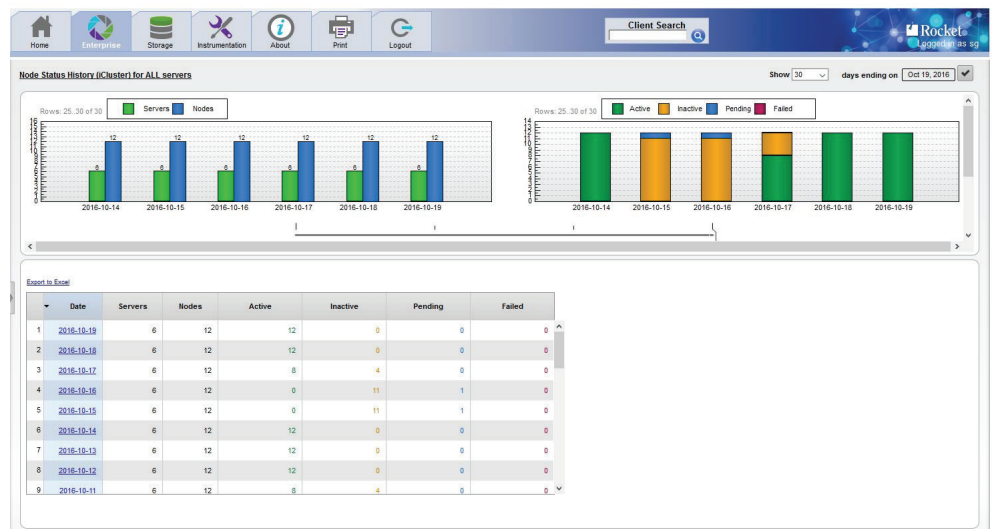 Home Enterprise Storage Instrumentation About Print Logout
Client Search
Rocket
Logged in as sg
Node Status History (iCluster) for ALL servers
Show 30 days ending on Oct 19, 2016
Rows: 25..30 of 30 Servers Nodes
12 12 12 12 12 12
6 6 6 6 6 6
2016-10-14 2016-10-15 2016-10-16 2016-10-17 2016-10-18 2016-10-19
Rows: 25..30 of 30 Active Inactive Pending Failed
2016-10-14 2016-10-15 2016-10-16 2016-10-17 2016-10-18 2016-10-19
Export to Excel
Date Servers Nodes Active Inactive Pending Failed
1 2016-10-19 6 12 12 0 0 0
2 2016-10-18 6 12 12 0 0 0
3 2016-10-17 6 12 8 4 0 0
4 2016-10-16 6 12 0 11 1 0
5 2016-10-15 6 12 0 11 1 0
6 2016-10-14 6 12 12 0 0 0
7 2016-10-13 6 12 12 0 0 0
8 2016-10-12 6 12 12 0 0 0
9 2016-10-11 6 12 8 4 0 0